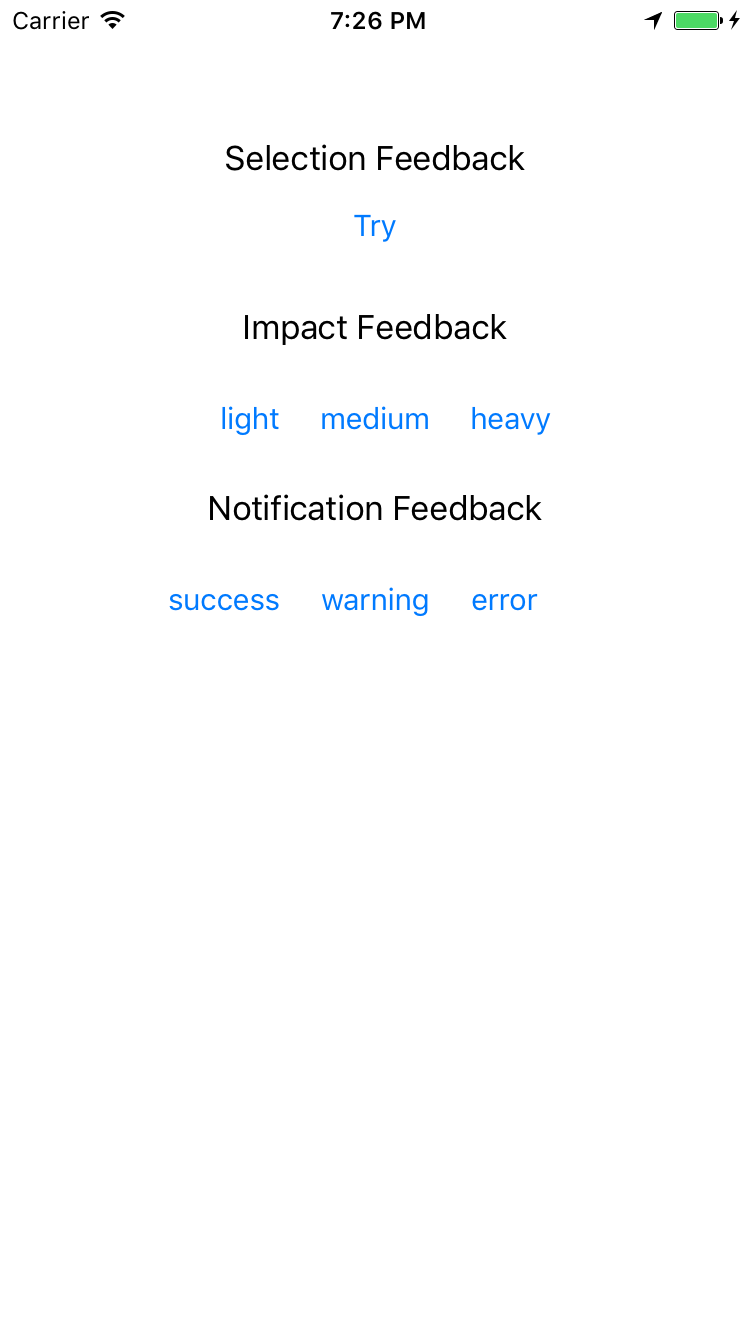 Carrier 7:26 PM
Selection Feedback
Try
Impact Feedback
light medium heavy
Notification Feedback
success warning error